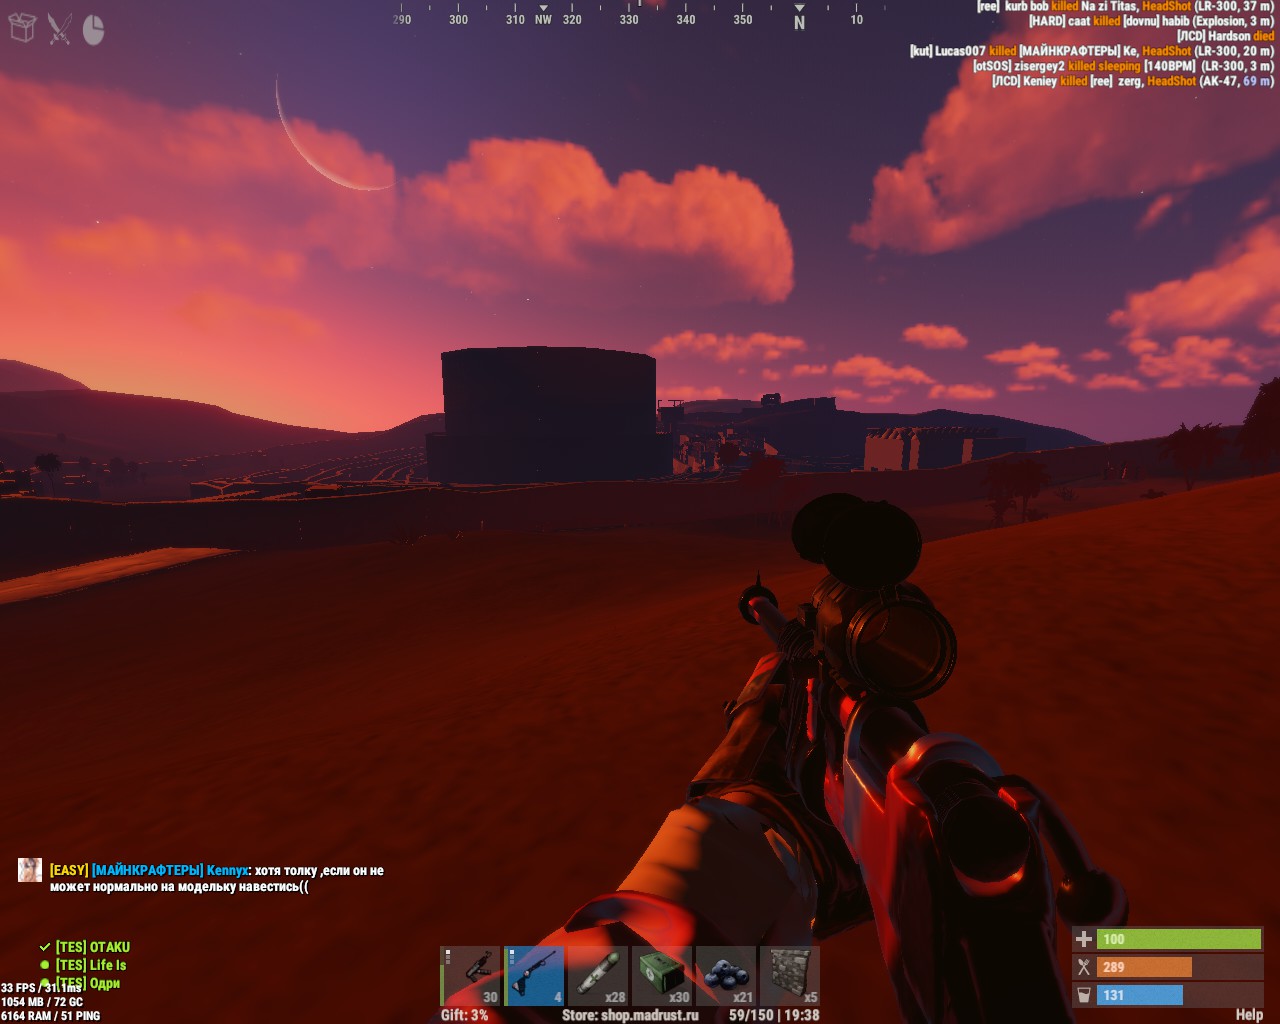 290 300 310 NW 320 330 340 350 N 10
[ree] kurb bob killed Na zi Titas, HeadShot (LR-300, 37 m)
[HARD] caat killed [dovnu] habib (Explosion, 3 m)
[ЛСD] Hardson died
[kut] Lucas007 killed [МАЙНКРАФТЕРЫ] Ke, HeadShot (LR-300, 20 m)
[otSOS] zisergey2 killed sleeping [140BPM] (LR-300, 3 m)
[ЛСD] Keniey killed [ree] zerg, HeadShot (AK-47, 69 m)
[EASY] [МАЙНКРАФТЕРЫ] Kennyx: хотя толку ,если он не
может нормально на модельку навестись((
[TES] OTAKU
[TES] Life Is
[TES] Одри
33 FPS / 31.1ms
1054 MB / 72 GC
6164 RAM / 51 PING
30 4 x28 x30 x21 x5
Gift: 3% Store: shop.madrust.ru 59/150 | 19:38
100
289
131
Help